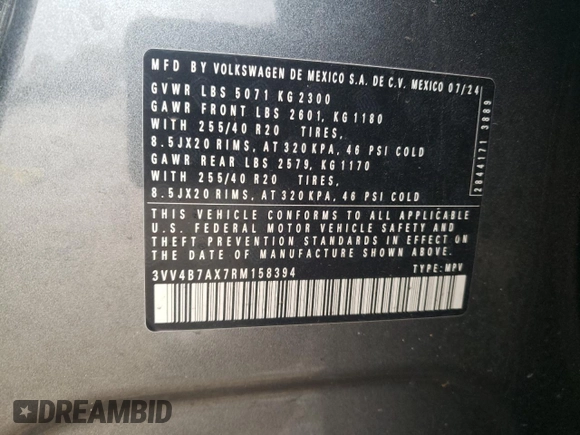 MFD BY VOLKSWAGEN DE MEXICO S.A. DE C.V. MEXICO 07/24
GVWR LBS 5071 KG 2300
GAWR FRONT LBS 2601, KG 1180
WITH 255/40 R20 TIRES,
8.5JX20 RIMS, AT 320 KPA, 46 PSI COLD
GAWR REAR LBS 2579, KG 1170
WITH 255/40 R20 TIRES,
8.5JX20 RIMS, AT 320 KPA, 46 PSI COLD
THIS VEHICLE CONFORMS TO ALL APPLICABLE
U.S. FEDERAL MOTOR VEHICLE SAFETY AND
THEFT PREVENTION STANDARDS IN EFFECT ON
THE DATE OF MANUFACTURE SHOWN ABOVE.
3VV4B7AX7RM158394 TYPE: MPV
2844171 3889
DREAMBID